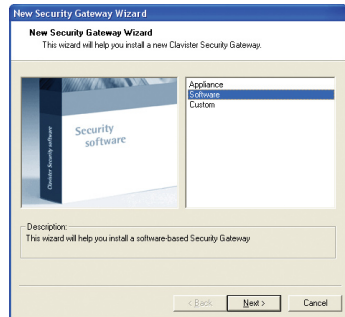 New Security Gateway Wizard
New Security Gateway Wizard
This wizard will help you install a new Clavister Security Gateway.
Clavister Security software
Security
software
Appliance
Software
Custom
Description:
This wizard will help you install a software-based Security Gateway
< Back
Next >
Cancel